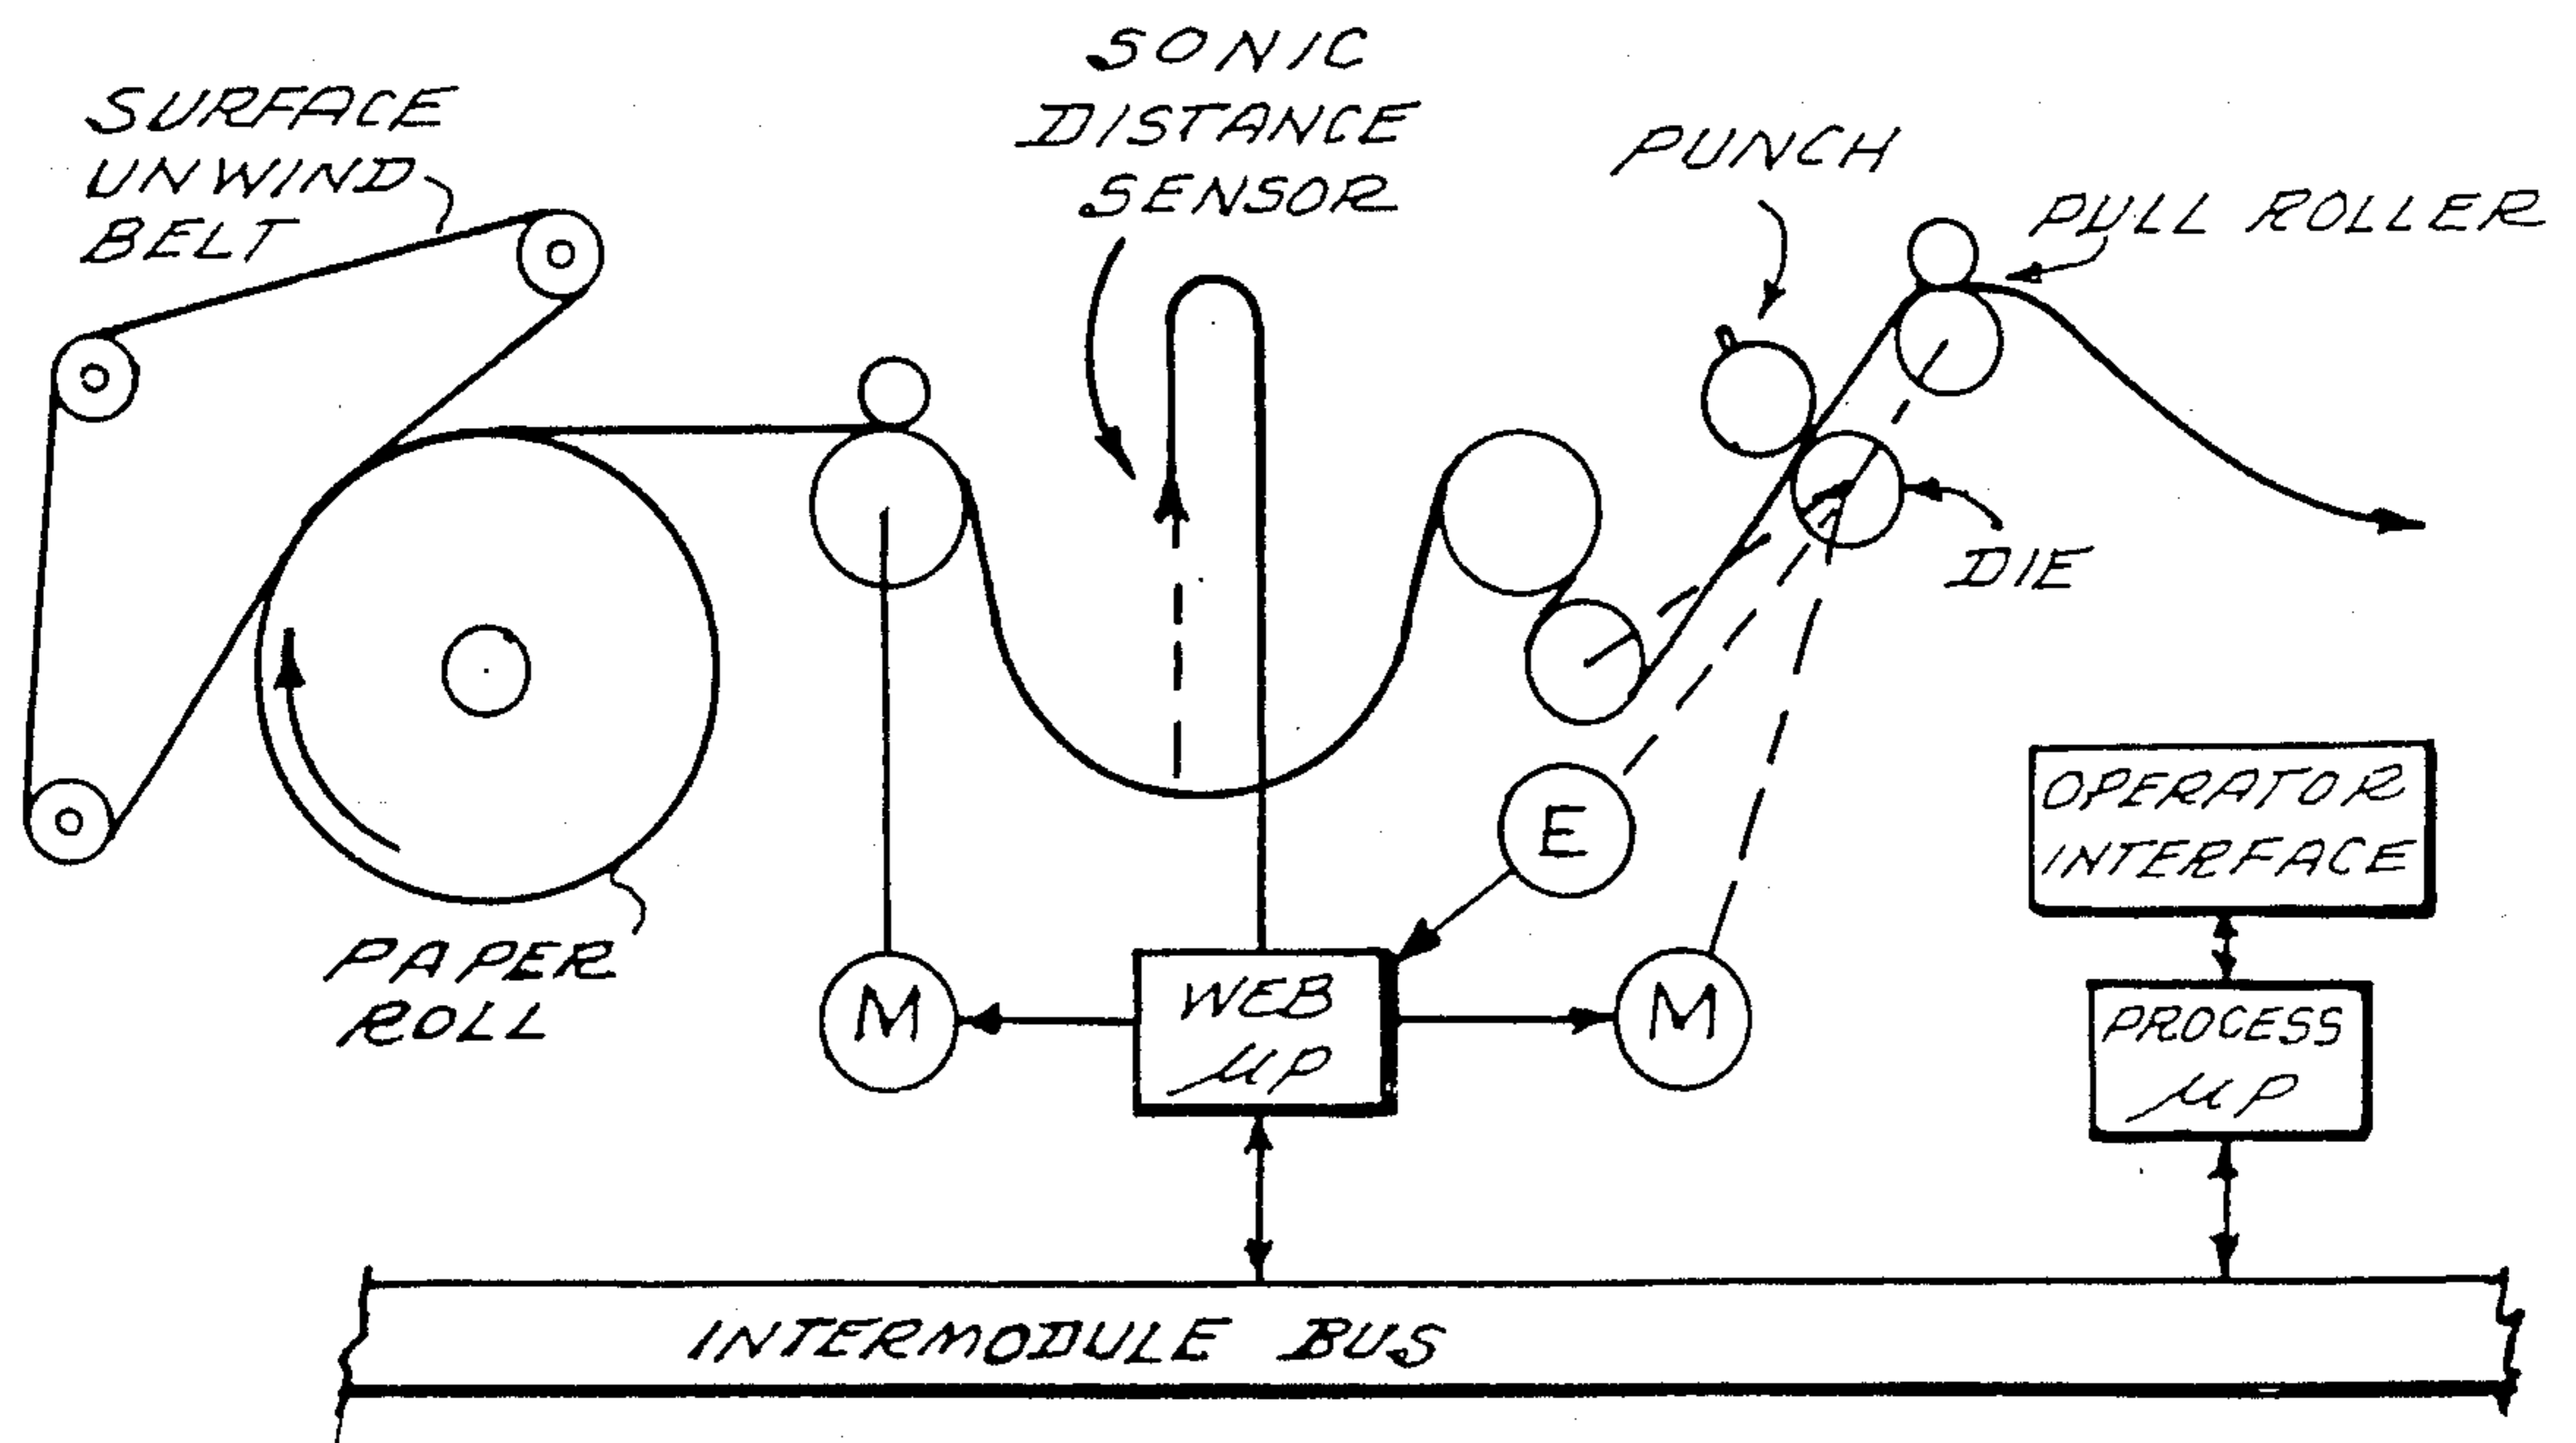 SURFACE
UNWIND
BELT
SONIC
DISTANCE
SENSOR
PUNCH
PULL ROLLER
DIE
PAPER
ROLL
E
M
WEB
μP
M
OPERATOR
INTERFACE
PROCESS
μP
INTERMODULE BUS